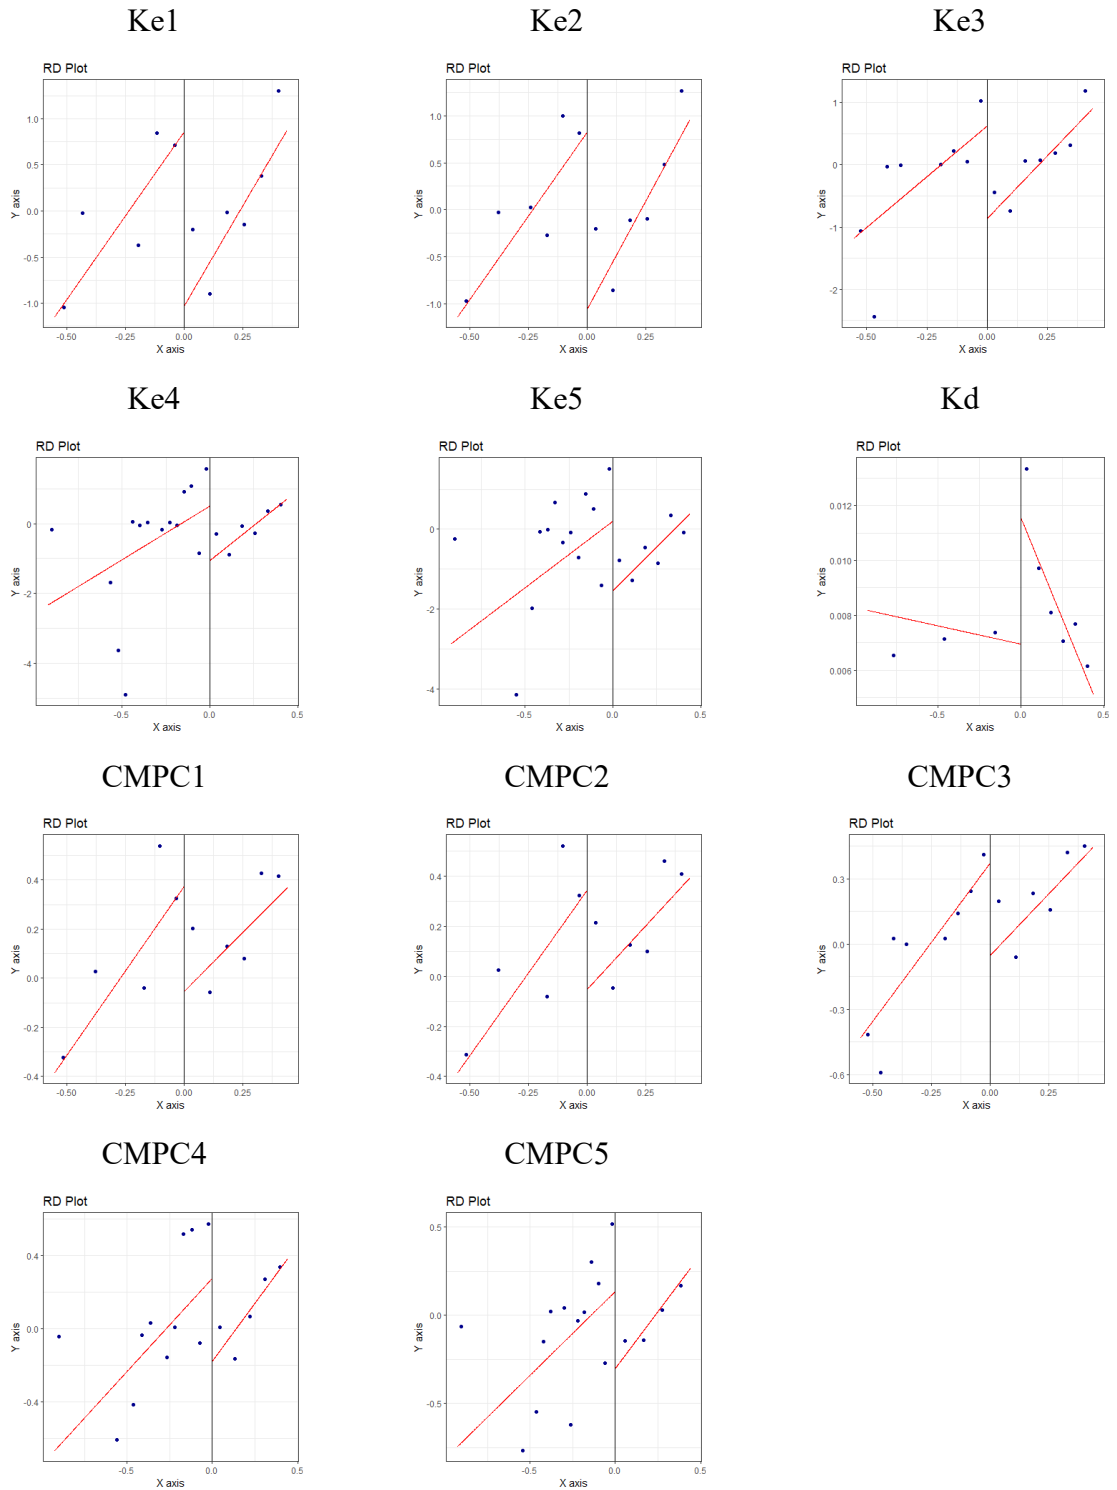 Ke1 Ke2 Ke3
RD Plot RD Plot RD Plot
1.0 1.0 1
0.5 0.5 0
0.0 0.0 -1
-0.5 -0.5 -2
-1.0 -1.0
-0.50 -0.25 0.00 0.25 -0.50 -0.25 0.00 0.25 -0.50 -0.25 0.00 0.25
Y axis Y axis Y axis
X axis X axis X axis
Ke4 Ke5 Kd
RD Plot RD Plot RD Plot
0 0 0.012
-2 -2 0.010
-4 -4 0.008
0.006
-0.5 0.0 0.5 -0.5 0.0 0.5 -0.5 0.0 0.5
Y axis Y axis Y axis
X axis X axis X axis
CMPC1 CMPC2 CMPC3
RD Plot RD Plot RD Plot
0.4 0.4 0.3
0.2 0.2 0.0
0.0 0.0 -0.3
-0.2 -0.2 -0.6
-0.4 -0.4
-0.50 -0.25 0.00 0.25 -0.50 -0.25 0.00 0.25 -0.50 -0.25 0.00 0.25
Y axis Y axis Y axis
X axis X axis X axis
CMPC4 CMPC5
RD Plot RD Plot
0.4 0.5
0.0 0.0
-0.4 -0.5
-0.5 0.0 0.5 -0.5 0.0 0.5
Y axis Y axis
X axis X axis